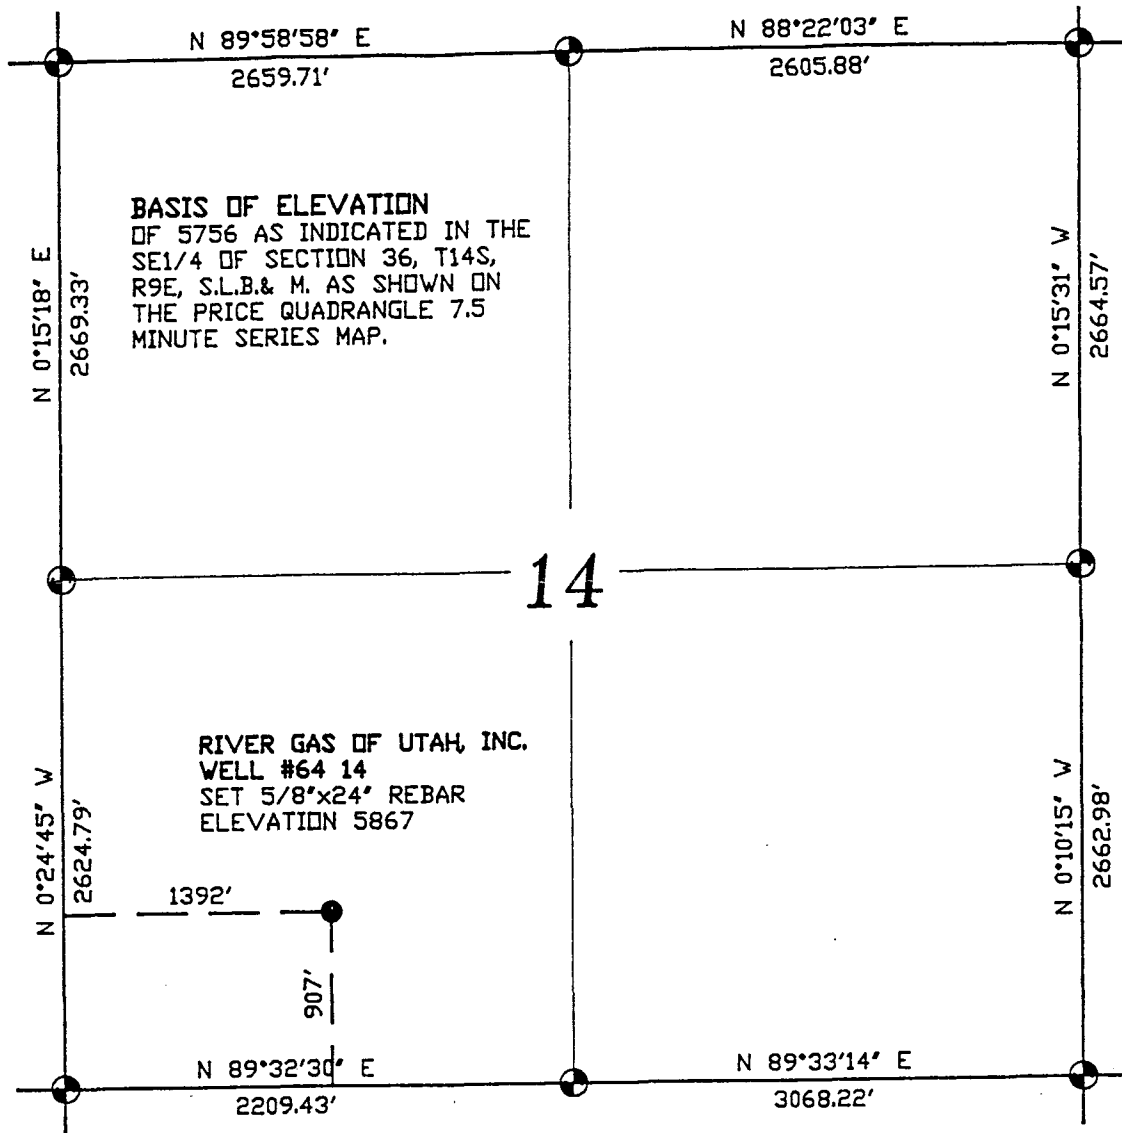 N 89°58'58" E
2659.71'
N 88°22'03" E
2605.88'
BASIS OF ELEVATION
OF 5756 AS INDICATED IN THE
SE1/4 OF SECTION 36, T14S,
R9E, S.L.B.& M. AS SHOWN ON
THE PRICE QUADRANGLE 7.5
MINUTE SERIES MAP.
N 0°15'18" E
2669.33'
N 0°15'31" W
2664.57'
14
RIVER GAS OF UTAH, INC.
WELL #64 14
SET 5/8"x24" REBAR
ELEVATION 5867
N 0°24'45" W
2624.79'
1392'
907'
N 0°10'15" W
2662.98'
N 89°32'30" E
2209.43'
N 89°33'14" E
3068.22'